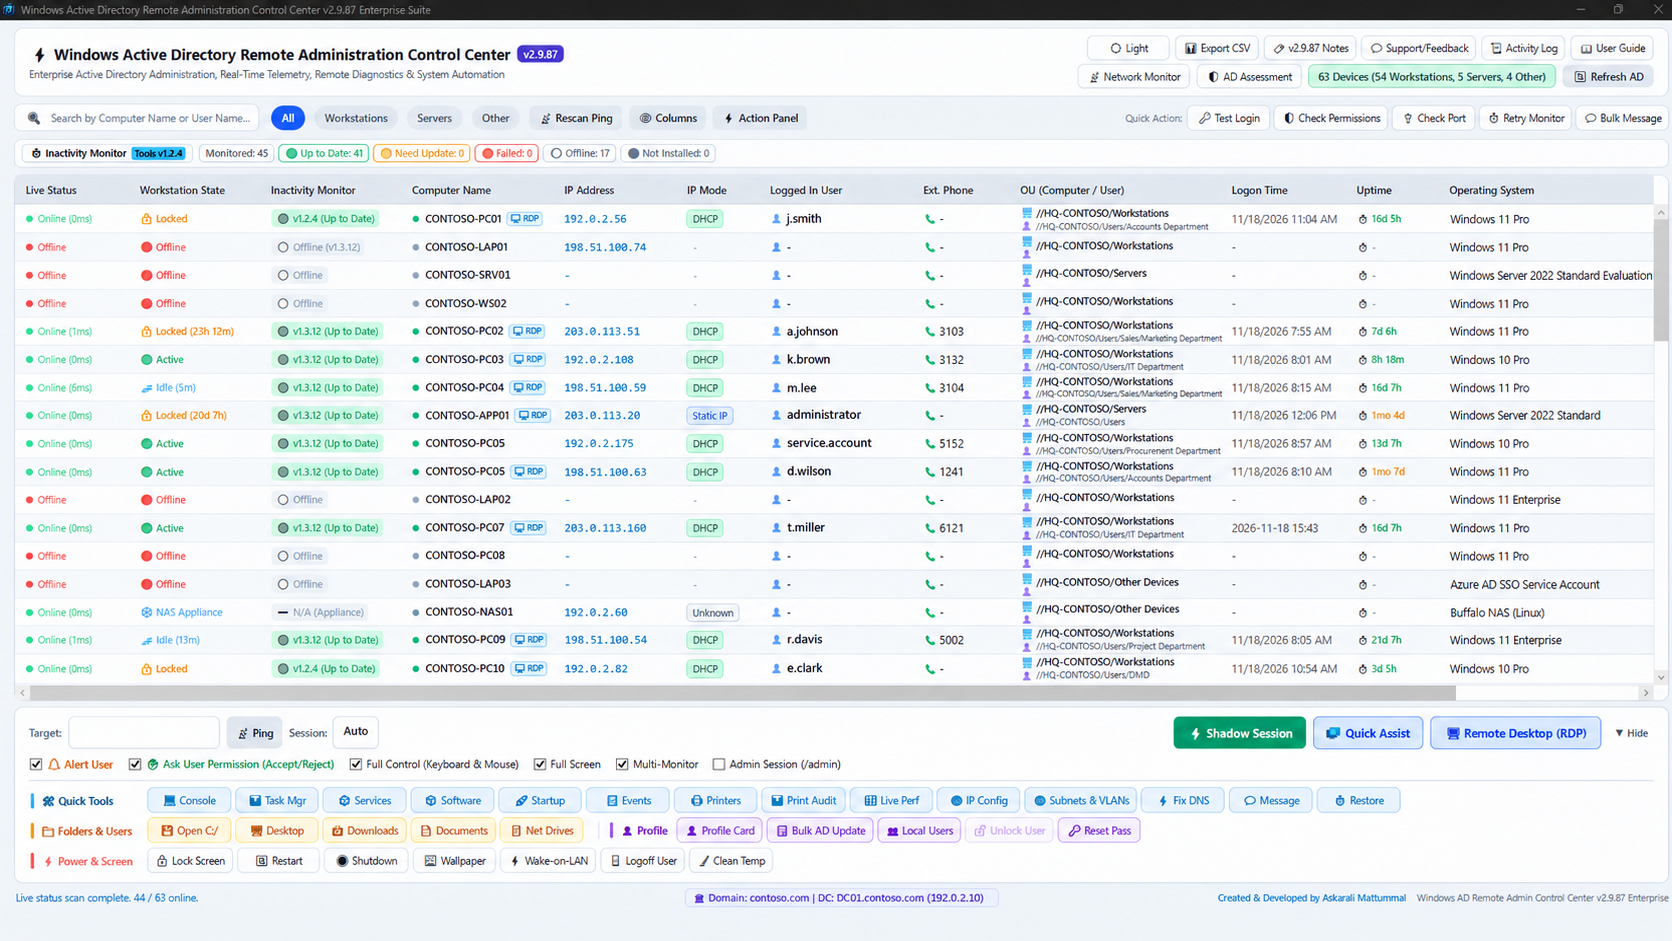 Windows Active Directory Remote Administration Control Center v2.9.87 Enterprise Suite
Windows Active Directory Remote Administration Control Center v2.9.87
Enterprise Active Directory Administration, Real-Time Telemetry, Remote Diagnostics & System Automation
Light Export CSV v2.9.87 Notes Support/Feedback Activity Log User Guide
Network Monitor AD Assessment 63 Devices (54 Workstations, 5 Servers, 4 Other) Refresh AD
Search by Computer Name or User Name... All Workstations Servers Other Rescan Ping Columns Action Panel Quick Action: Test Login Check Permissions Check Port Retry Monitor Bulk Message
Inactivity Monitor Tools v1.2.4 Monitored: 45 Up to Date: 41 Need Update: 0 Failed: 0 Offline: 17 Not Installed: 0
Live Status Workstation State Inactivity Monitor Computer Name IP Address IP Mode Logged In User Ext. Phone OU (Computer / User) Logon Time Uptime Operating System
Online (0ms) Locked v1.2.4 (Up to Date) CONTOSO-PC01 RDP 192.0.2.56 DHCP j.smith - //HQ-CONTOSO/Workstations 11/18/2026 11:04 AM 16d 5h Windows 11 Pro
//HQ-CONTOSO/Users/Accounts Department
Offline Offline Offline (v1.3.12) CONTOSO-LAP01 198.51.100.74 - - - //HQ-CONTOSO/Workstations - - Windows 11 Pro
Offline Offline Offline CONTOSO-SRV01 - - - - //HQ-CONTOSO/Servers - - Windows Server 2022 Standard Evaluation
Offline Offline Offline CONTOSO-WS02 - - - - //HQ-CONTOSO/Workstations - - Windows 11 Pro
Online (1ms) Locked (23h 12m) v1.3.12 (Up to Date) CONTOSO-PC02 RDP 203.0.113.51 DHCP a.johnson 3103 //HQ-CONTOSO/Workstations 11/18/2026 7:55 AM 7d 6h Windows 11 Pro
//HQ-CONTOSO/Users/Sales/Marketing Department
Online (0ms) Active v1.3.12 (Up to Date) CONTOSO-PC03 RDP 192.0.2.108 DHCP k.brown 3132 //HQ-CONTOSO/Workstations 11/18/2026 8:01 AM 8h 18m Windows 10 Pro
//HQ-CONTOSO/Users/IT Department
Online (6ms) Idle (5m) v1.3.12 (Up to Date) CONTOSO-PC04 RDP 198.51.100.59 DHCP m.lee 3104 //HQ-CONTOSO/Workstations 11/18/2026 8:15 AM 16d 7h Windows 11 Pro
//HQ-CONTOSO/Users/Sales/Marketing Department
Online (0ms) Locked (20d 7h) v1.3.12 (Up to Date) CONTOSO-APP01 RDP 203.0.113.20 Static IP administrator - //HQ-CONTOSO/Servers 11/18/2026 12:06 PM 1mo 4d Windows Server 2022 Standard
//HQ-CONTOSO/Users
Online (0ms) Active v1.3.12 (Up to Date) CONTOSO-PC05 192.0.2.175 DHCP service.account 5152 //HQ-CONTOSO/Workstations 11/18/2026 8:57 AM 13d 7h Windows 10 Pro
//HQ-CONTOSO/Users/Procurement Department
Online (0ms) Active v1.3.12 (Up to Date) CONTOSO-PC05 RDP 198.51.100.63 DHCP d.wilson 1241 //HQ-CONTOSO/Workstations 11/18/2026 8:10 AM 1mo 7d Windows 11 Pro
//HQ-CONTOSO/Users/Accounts Department
Offline Offline Offline CONTOSO-LAP02 - - - - //HQ-CONTOSO/Workstations - - Windows 11 Enterprise
Online (0ms) Active v1.3.12 (Up to Date) CONTOSO-PC07 RDP 203.0.113.160 DHCP t.miller 6121 //HQ-CONTOSO/Workstations 2026-11-18 15:43 16d 7h Windows 11 Pro
//HQ-CONTOSO/Users/IT Department
Offline Offline Offline CONTOSO-PC08 - - - - //HQ-CONTOSO/Workstations - - Windows 11 Pro
Offline Offline Offline CONTOSO-LAP03 - - - - //HQ-CONTOSO/Other Devices - - Azure AD SSO Service Account
Online (0ms) NAS Appliance N/A (Appliance) CONTOSO-NAS01 192.0.2.60 Unknown - - //HQ-CONTOSO/Other Devices - - Buffalo NAS (Linux)
Online (1ms) Idle (13m) v1.3.12 (Up to Date) CONTOSO-PC09 RDP 198.51.100.54 DHCP r.davis 5002 //HQ-CONTOSO/Workstations 11/18/2026 8:05 AM 21d 7h Windows 11 Enterprise
//HQ-CONTOSO/Users/Project Department
Online (0ms) Locked v1.2.4 (Up to Date) CONTOSO-PC10 RDP 192.0.2.82 DHCP e.clark - //HQ-CONTOSO/Workstations 11/18/2026 10:54 AM 3d 5h Windows 10 Pro
//HQ-CONTOSO/Users/DMD
Target: Ping Session: Auto Shadow Session Quick Assist Remote Desktop (RDP) Hide
Alert User Ask User Permission (Accept/Reject) Full Control (Keyboard & Mouse) Full Screen Multi-Monitor Admin Session (/admin)
Quick Tools Console Task Mgr Services Software Startup Events Printers Print Audit Live Perf IP Config Subnets & VLANs Fix DNS Message Restore
Folders & Users Open C:/ Desktop Downloads Documents Net Drives Profile Profile Card Bulk AD Update Local Users Unlock User Reset Pass
Power & Screen Lock Screen Restart Shutdown Wallpaper Wake-on-LAN Logoff User Clean Temp
Live status scan complete. 44 / 63 online. Domain: contoso.com | DC: DC01.contoso.com (192.0.2.10) Created & Developed by Askarali Mattummal Windows AD Remote Admin Control Center v2.9.87 Enterprise